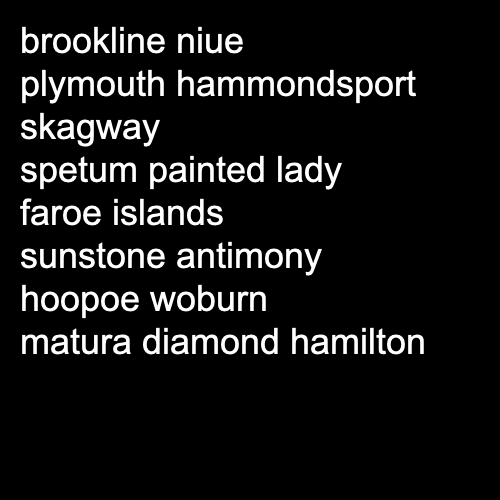 brookline niue
plymouth hammondsport
skagway
spetum painted lady
faroe islands
sunstone antimony
hoopoe woburn
matura diamond hamilton